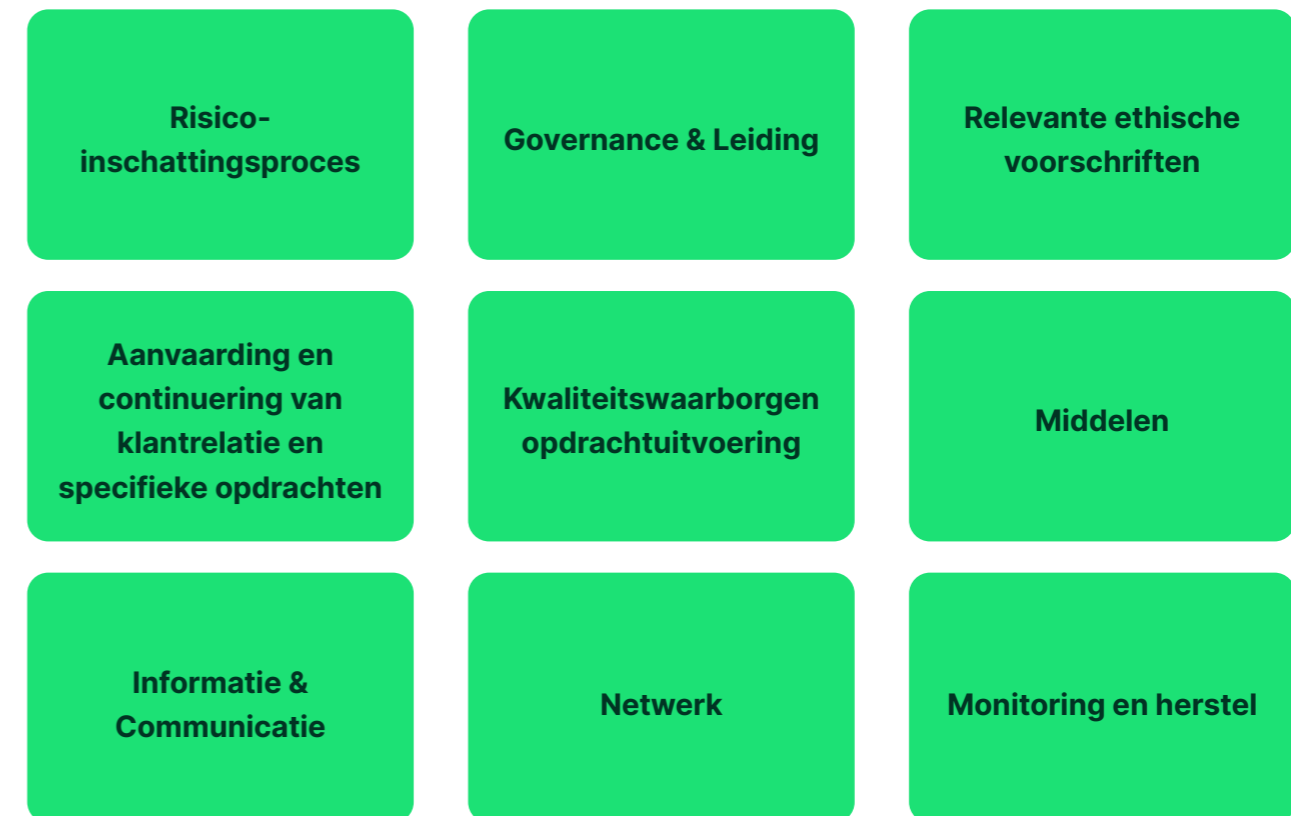 Risico-
inschattingsproces
Governance & Leiding
Relevante ethische
voorschriften
Aanvaarding en
continuering van
klantrelatie en
specifieke opdrachten
Kwaliteitswaarborgen
opdrachtuitvoering
Middelen
Informatie &
Communicatie
Netwerk
Monitoring en herstel